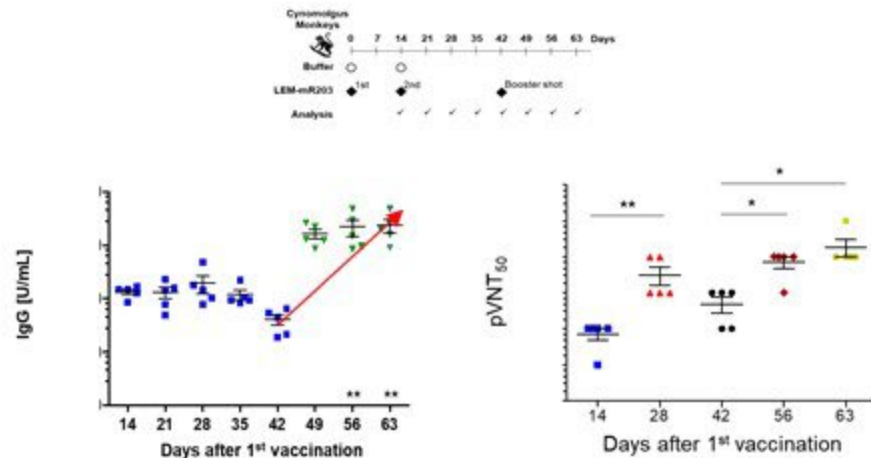 Cynomolgus
Monkeys
0 7 14 21 28 35 42 49 56 63 Days
Buffer
LEM-mR203 1st 2nd Booster shot
Analysis
IgG [U/mL]
** **
14 21 28 35 42 49 56 63
Days after 1st vaccination
pVNT50
** * *
14 28 42 56 63
Days after 1st vaccination